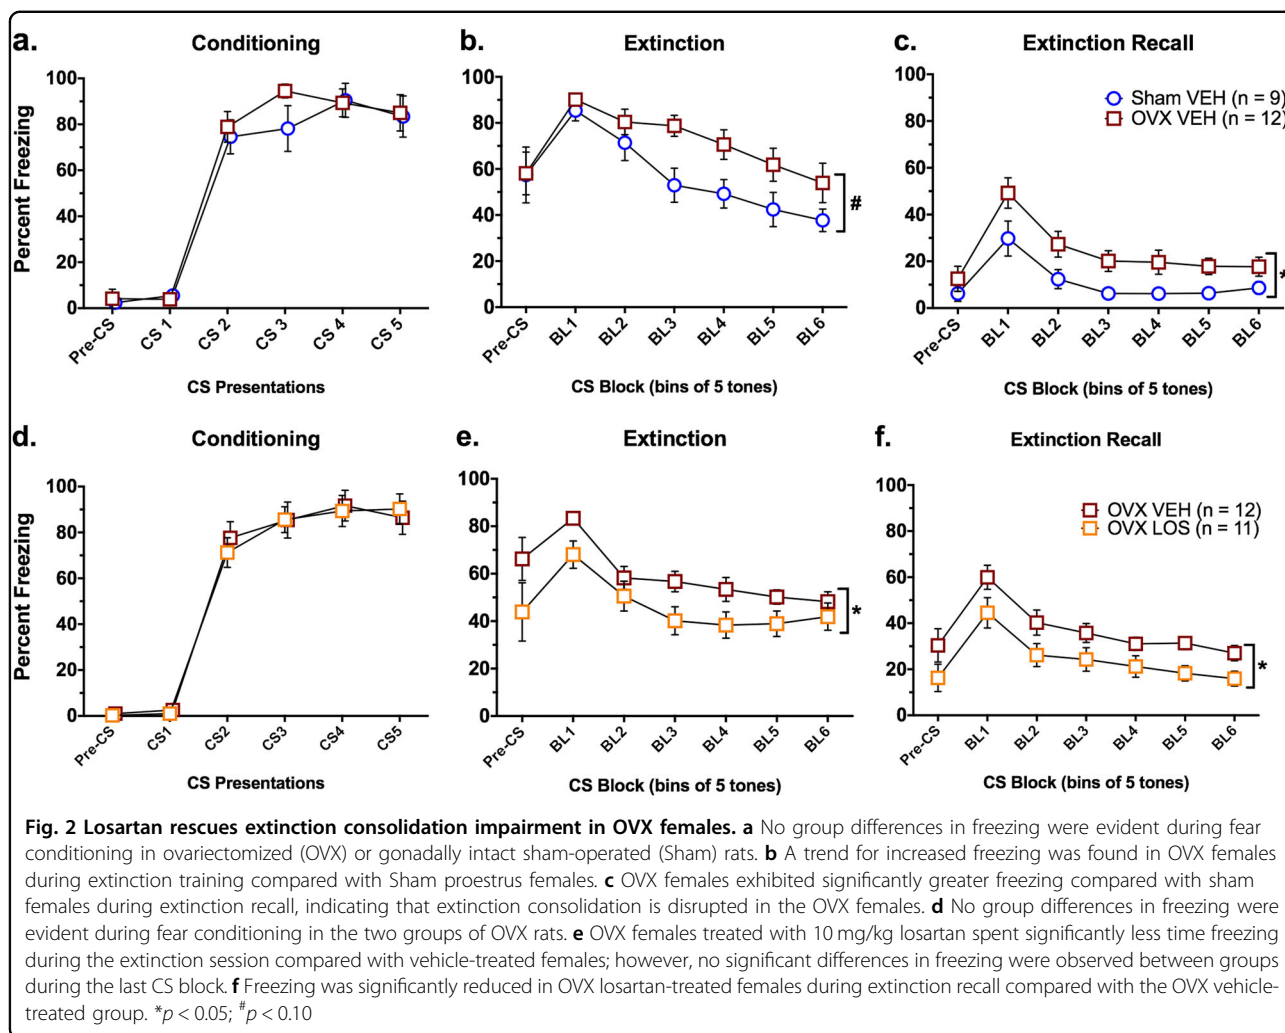 a.
Conditioning
Percent Freezing
100
80
60
40
20
0
Pre-CS
CS 1
CS 2
CS 3
CS 4
CS 5
CS Presentations
b.
Extinction
100
80
60
40
20
0
#
Pre-CS
BL1
BL2
BL3
BL4
BL5
BL6
CS Block (bins of 5 tones)
c.
Extinction Recall
100
80
60
40
20
0
Sham VEH (n = 9)
OVX VEH (n = 12)
*
Pre-CS
BL1
BL2
BL3
BL4
BL5
BL6
CS Block (bins of 5 tones)
d.
Conditioning
Percent Freezing
100
80
60
40
20
0
Pre-CS
CS1
CS2
CS3
CS4
CS5
CS Presentations
e.
Extinction
100
80
60
40
20
0
*
Pre-CS
BL1
BL2
BL3
BL4
BL5
BL6
CS Block (bins of 5 tones)
f.
Extinction Recall
100
80
60
40
20
0
OVX VEH (n = 12)
OVX LOS (n = 11)
*
Pre-CS
BL1
BL2
BL3
BL4
BL5
BL6
CS Block (bins of 5 tones)
Fig. 2 Losartan rescues extinction consolidation impairment in OVX females. a No group differences in freezing were evident during fear
conditioning in ovariectomized (OVX) or gonadally intact sham-operated (Sham) rats. b A trend for increased freezing was found in OVX females
during extinction training compared with Sham proestrus females. c OVX females exhibited significantly greater freezing compared with sham
females during extinction recall, indicating that extinction consolidation is disrupted in the OVX females. d No group differences in freezing were
evident during fear conditioning in the two groups of OVX rats. e OVX females treated with 10 mg/kg losartan spent significantly less time freezing
during the extinction session compared with vehicle-treated females; however, no significant differences in freezing were observed between groups
during the last CS block. f Freezing was significantly reduced in OVX losartan-treated females during extinction recall compared with the OVX vehicle-
treated group. *p < 0.05; #p < 0.10